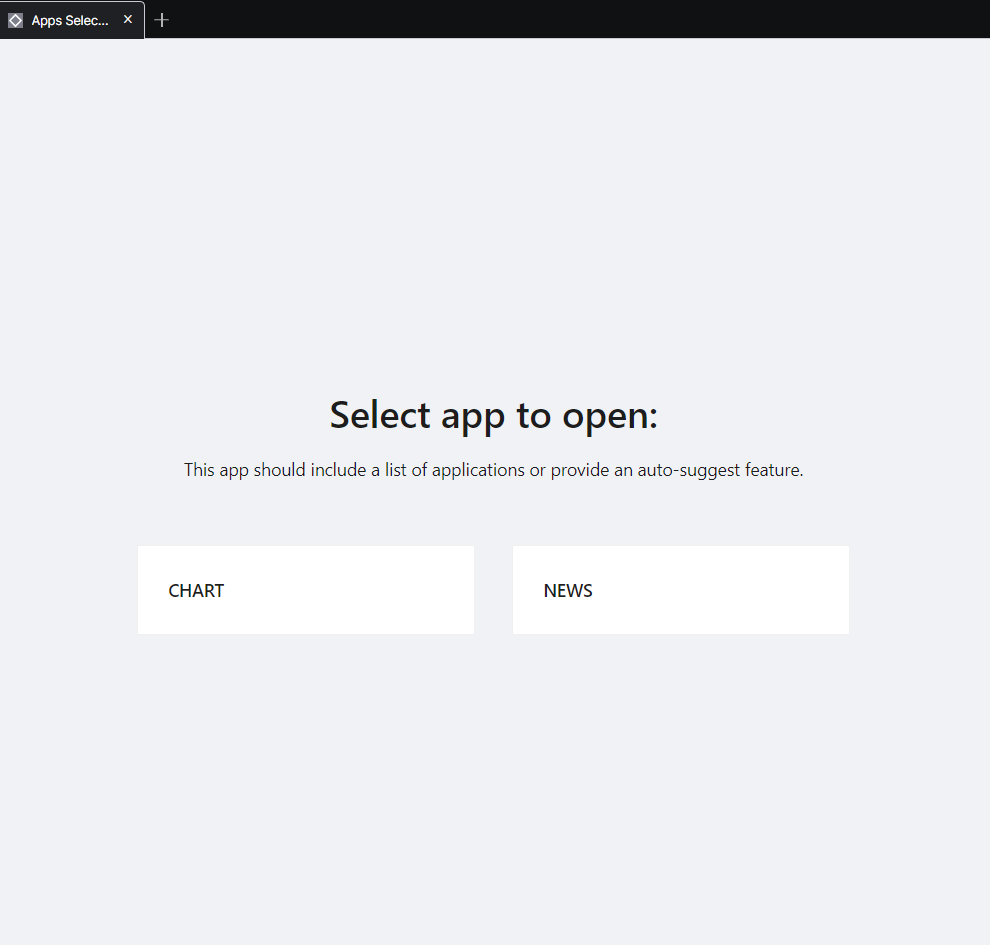 Apps Selec...
Select app to open:
This app should include a list of applications or provide an auto-suggest feature.
CHART
NEWS